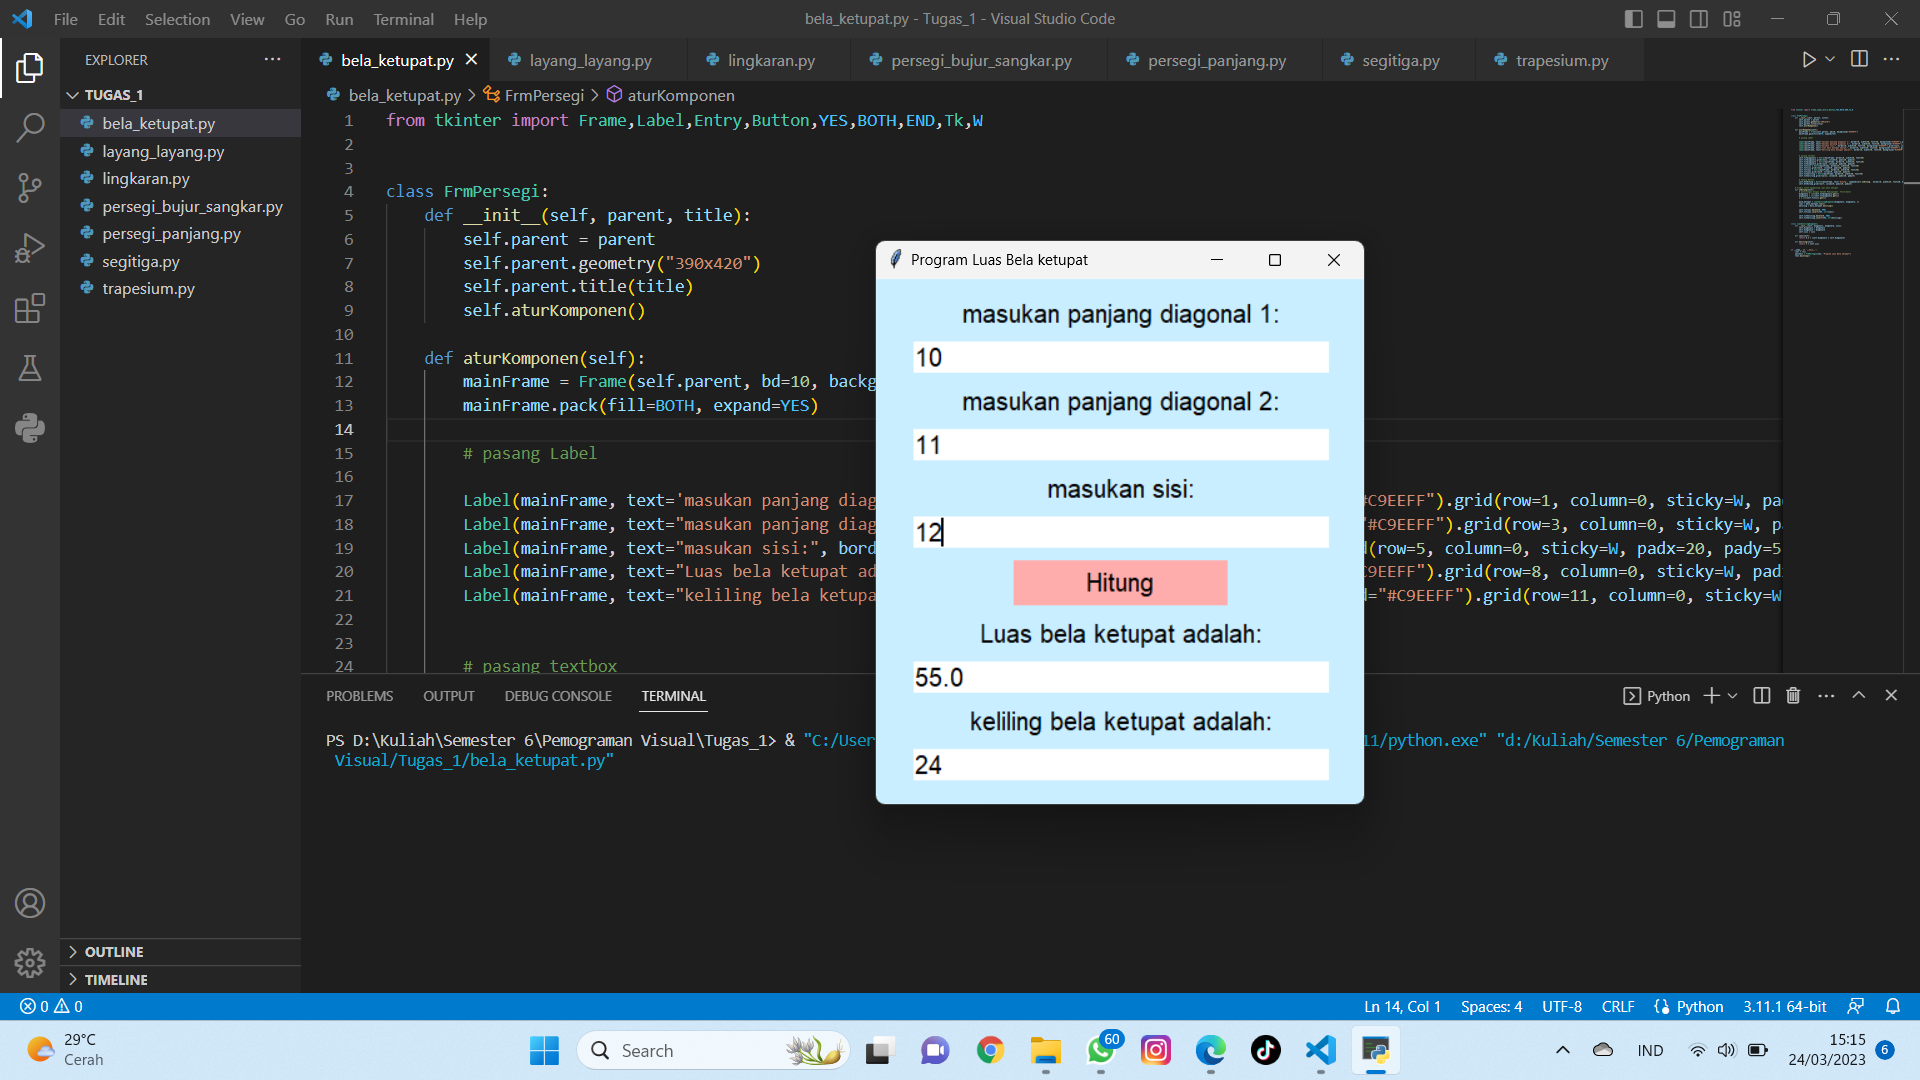 File Edit Selection View Go Run Terminal Help
bela_ketupat.py - Tugas_1 - Visual Studio Code
EXPLORER
TUGAS_1
bela_ketupat.py
layang_layang.py
lingkaran.py
persegi_bujur_sangkar.py
persegi_panjang.py
segitiga.py
trapesium.py
OUTLINE
TIMELINE
bela_ketupat.py layang_layang.py lingkaran.py persegi_bujur_sangkar.py persegi_panjang.py segitiga.py trapesium.py
bela_ketupat.py > FrmPersegi > aturKomponen
1 from tkinter import Frame,Label,Entry,Button,YES,BOTH,END,Tk,W
2
3
4 class FrmPersegi:
5 def __init__(self, parent, title):
6 self.parent = parent
7 self.parent.geometry("390x420")
8 self.parent.title(title)
9 self.aturKomponen()
10
11 def aturKomponen(self):
12 mainFrame = Frame(self.parent, bd=10, backg
13 mainFrame.pack(fill=BOTH, expand=YES)
14
15 # pasang Label
16
17 Label(mainFrame, text='masukan panjang diag #C9EEFF").grid(row=1, column=0, sticky=W, pa
18 Label(mainFrame, text="masukan panjang diag "#C9EEFF").grid(row=3, column=0, sticky=W, p
19 Label(mainFrame, text="masukan sisi:", bord (row=5, column=0, sticky=W, padx=20, pady=5
20 Label(mainFrame, text="Luas bela ketupat ad C9EEFF").grid(row=8, column=0, sticky=W, pad
21 Label(mainFrame, text="keliling bela ketupa ="#C9EEFF").grid(row=11, column=0, sticky=W
22
23
24 # pasang textbox
Program Luas Bela ketupat
masukan panjang diagonal 1:
10
masukan panjang diagonal 2:
11
masukan sisi:
12
Hitung
Luas bela ketupat adalah:
55.0
keliling bela ketupat adalah:
24
PROBLEMS OUTPUT DEBUG CONSOLE TERMINAL
Python
PS D:\Kuliah\Semester 6\Pemograman Visual\Tugas_1> & "C:/User 11/python.exe" "d:/Kuliah/Semester 6/Pemograman
Visual/Tugas_1/bela_ketupat.py"
0 0
Ln 14, Col 1 Spaces: 4 UTF-8 CRLF Python 3.11.1 64-bit
29°C
Cerah
Search
60
IND
15:15
24/03/2023
6